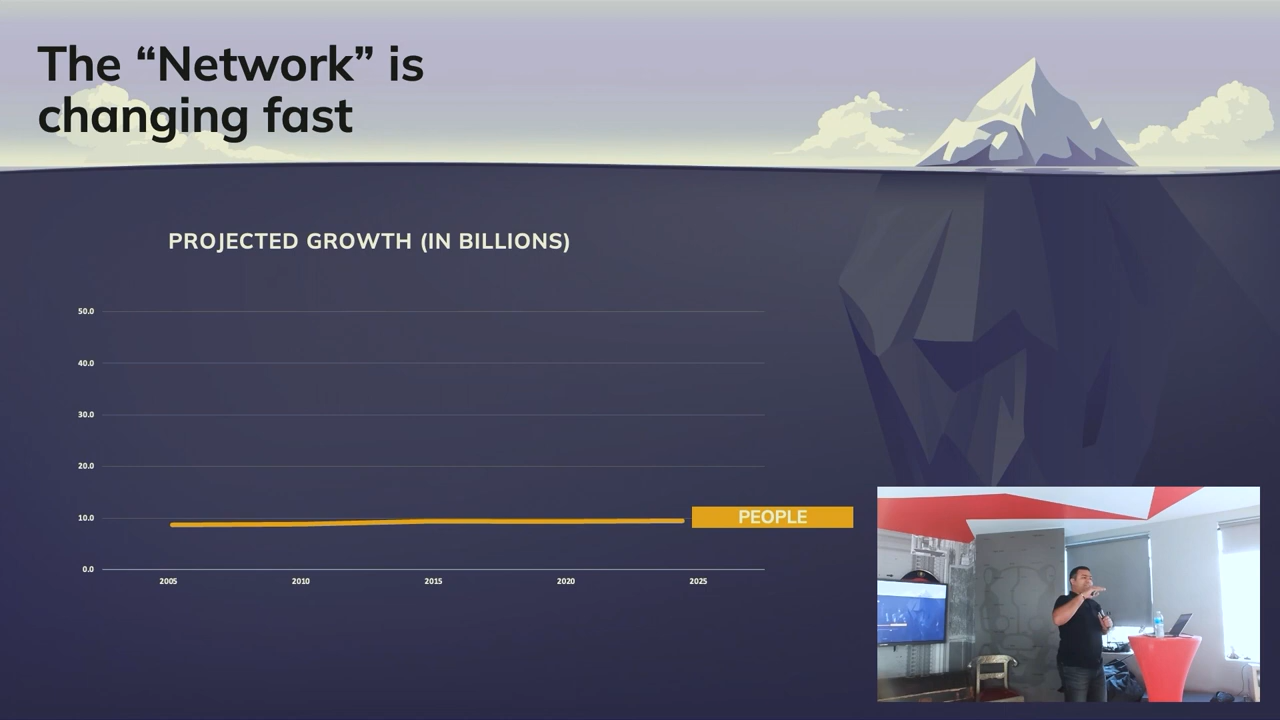 The “Network” is
changing fast
PROJECTED GROWTH (IN BILLIONS)
50.0
40.0
30.0
20.0
10.0
0.0
PEOPLE
2005 2010 2015 2020 2025